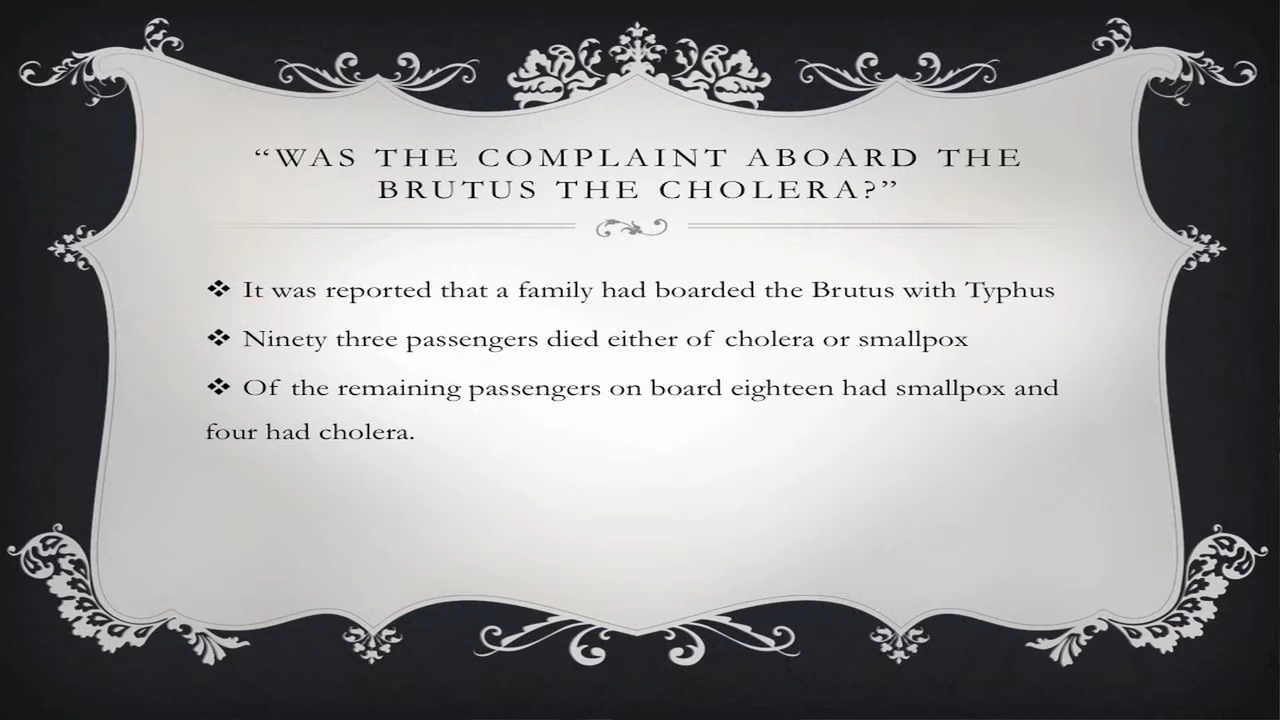 “WAS THE COMPLAINT ABOARD THE
BRUTUS THE CHOLERA?”
❖ It was reported that a family had boarded the Brutus with Typhus
❖ Ninety three passengers died either of cholera or smallpox
❖ Of the remaining passengers on board eighteen had smallpox and
four had cholera.